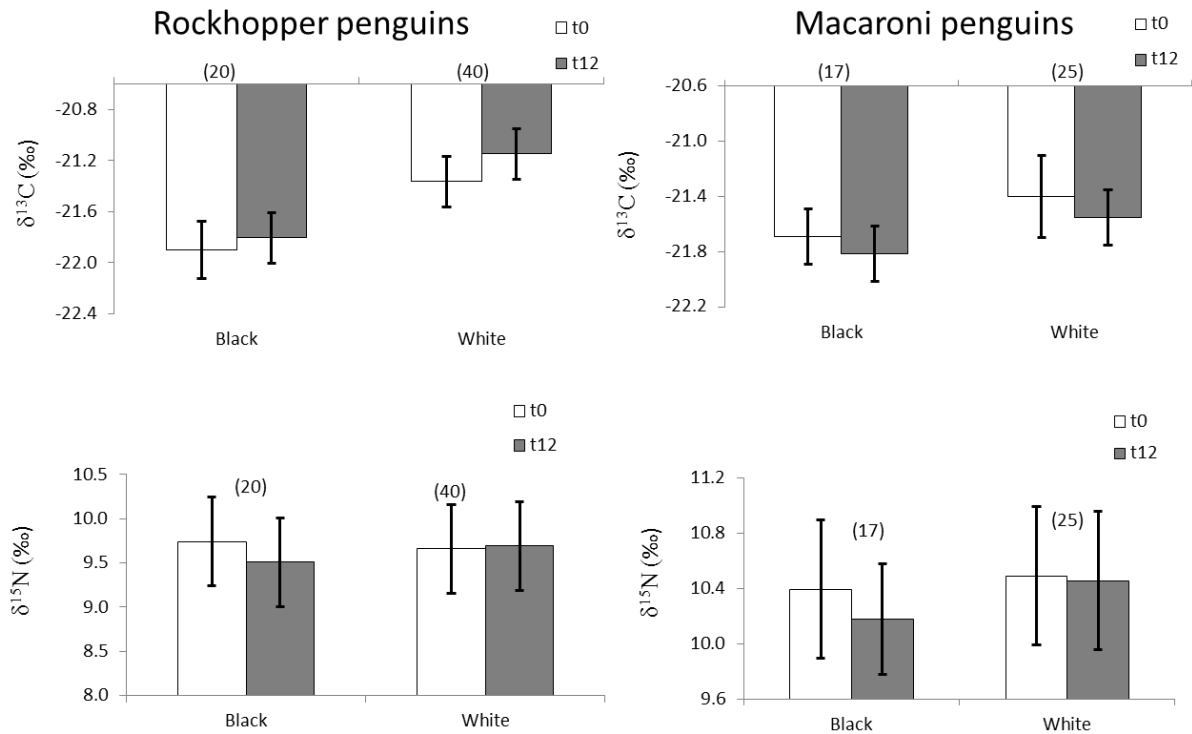 Rockhopper penguins
t0
t12
(20)
(40)
-20.8
-21.2
-21.6
-22.0
-22.4
δ¹³C (‰)
Black
White
Macaroni penguins
t0
t12
(17)
(25)
-20.6
-21.0
-21.4
-21.8
-22.2
δ¹³C (‰)
Black
White
t0
t12
10.5
10.0
9.5
9.0
8.5
8.0
δ¹⁵N (‰)
(20)
(40)
Black
White
t0
t12
11.2
10.8
10.4
10.0
9.6
δ¹⁵N (‰)
(17)
(25)
Black
White